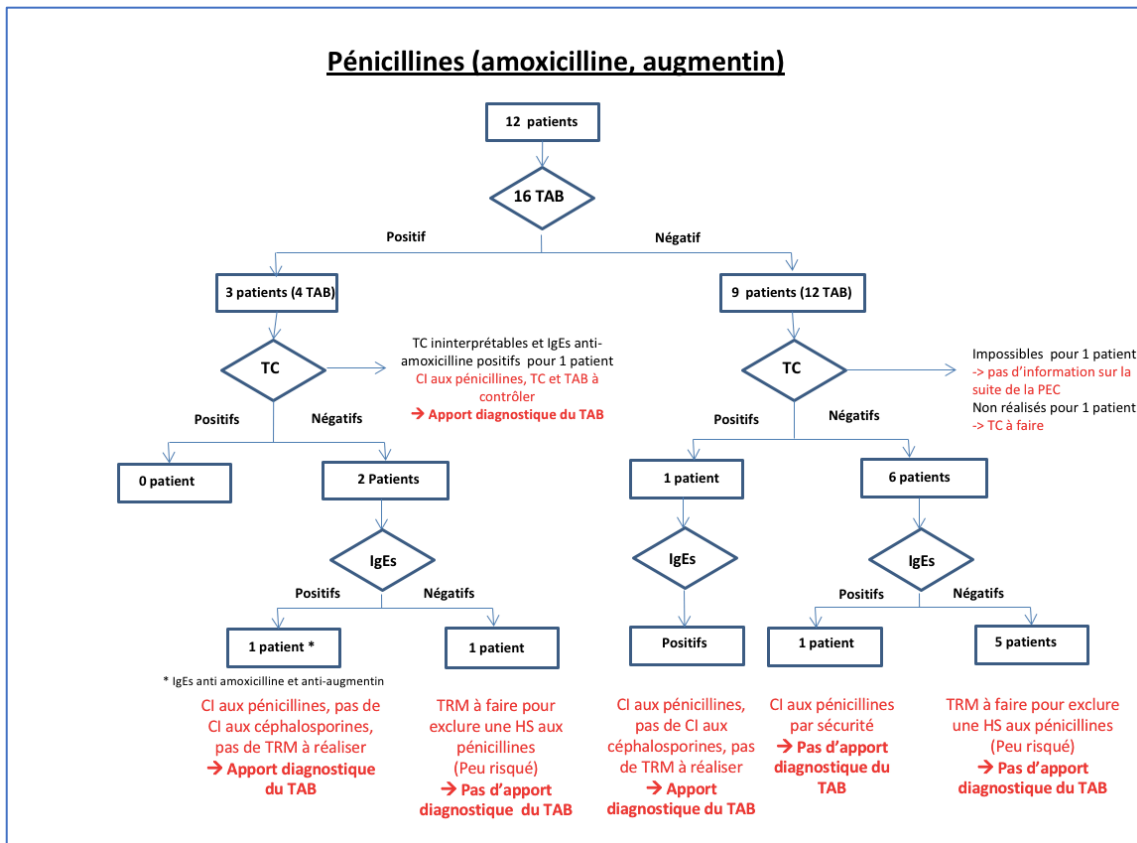 Pénicillines (amoxicilline, augmentin)
12 patients
16 TAB
Positif
Négatif
3 patients (4 TAB)
9 patients (12 TAB)
TC
TC ininterprétables et IgEs anti-
amoxicilline positifs pour 1 patient
CI aux pénicillines, TC et TAB à
contrôler
→ Apport diagnostique du TAB
TC
Impossibles pour 1 patient
-> pas d'information sur la
suite de la PEC
Non réalisés pour 1 patient
-> TC à faire
Positifs
Négatifs
Positifs
Négatifs
0 patient
2 Patients
1 patient
6 patients
IgEs
IgEs
IgEs
Positifs
Négatifs
Positifs
Négatifs
1 patient *
1 patient
Positifs
1 patient
5 patients
* IgEs anti amoxicilline et anti-augmentin
CI aux pénicillines, pas de
CI aux céphalosporines,
pas de TRM à réaliser
→ Apport diagnostique
du TAB
TRM à faire pour
exclure une HS aux
pénicillines
(Peu risqué)
→ Pas d'apport
diagnostique du TAB
CI aux pénicillines,
pas de CI aux
céphalosporines, pas
de TRM à réaliser
→ Apport
diagnostique du TAB
CI aux pénicillines
par sécurité
→ Pas d'apport
diagnostique du
TAB
TRM à faire pour exclure
une HS aux pénicillines
(Peu risqué)
→ Pas d'apport
diagnostique du TAB